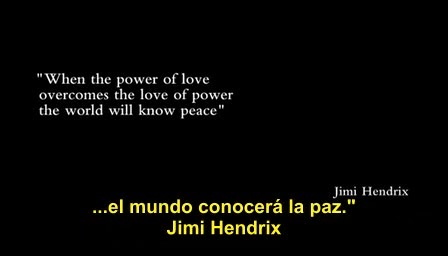 "When the power of love
overcomes the love of power
the world will know peace"
Jimi Hendrix
...el mundo conocerá la paz."
Jimi Hendrix